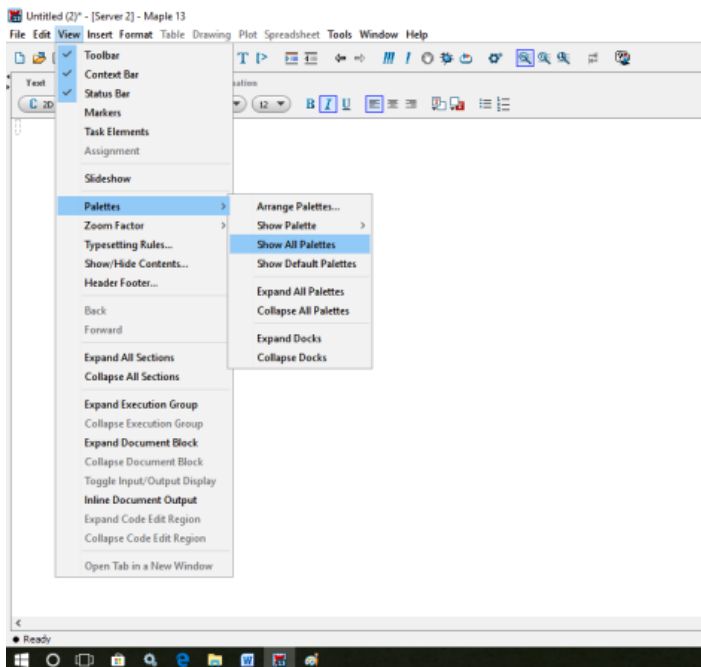 Untitled (2)* - [Server 2] - Maple 13
File Edit View Insert Format Table Drawing Plot Spreadsheet Tools Window Help
Toolbar
Text
Context Bar
Status Bar
C 2D
12
B I U
Markers
Task Elements
Assignment
Slideshow
Palettes
Arrange Palettes...
Zoom Factor
Show Palette
Typesetting Rules...
Show All Palettes
Show/Hide Contents...
Show Default Palettes
Header Footer...
Expand All Palettes
Back
Collapse All Palettes
Forward
Expand Docks
Expand All Sections
Collapse Docks
Collapse All Sections
Expand Execution Group
Collapse Execution Group
Expand Document Block
Collapse Document Block
Toggle Input/Output Display
Inline Document Output
Expand Code Edit Region
Collapse Code Edit Region
Open Tab in a New Window
Ready